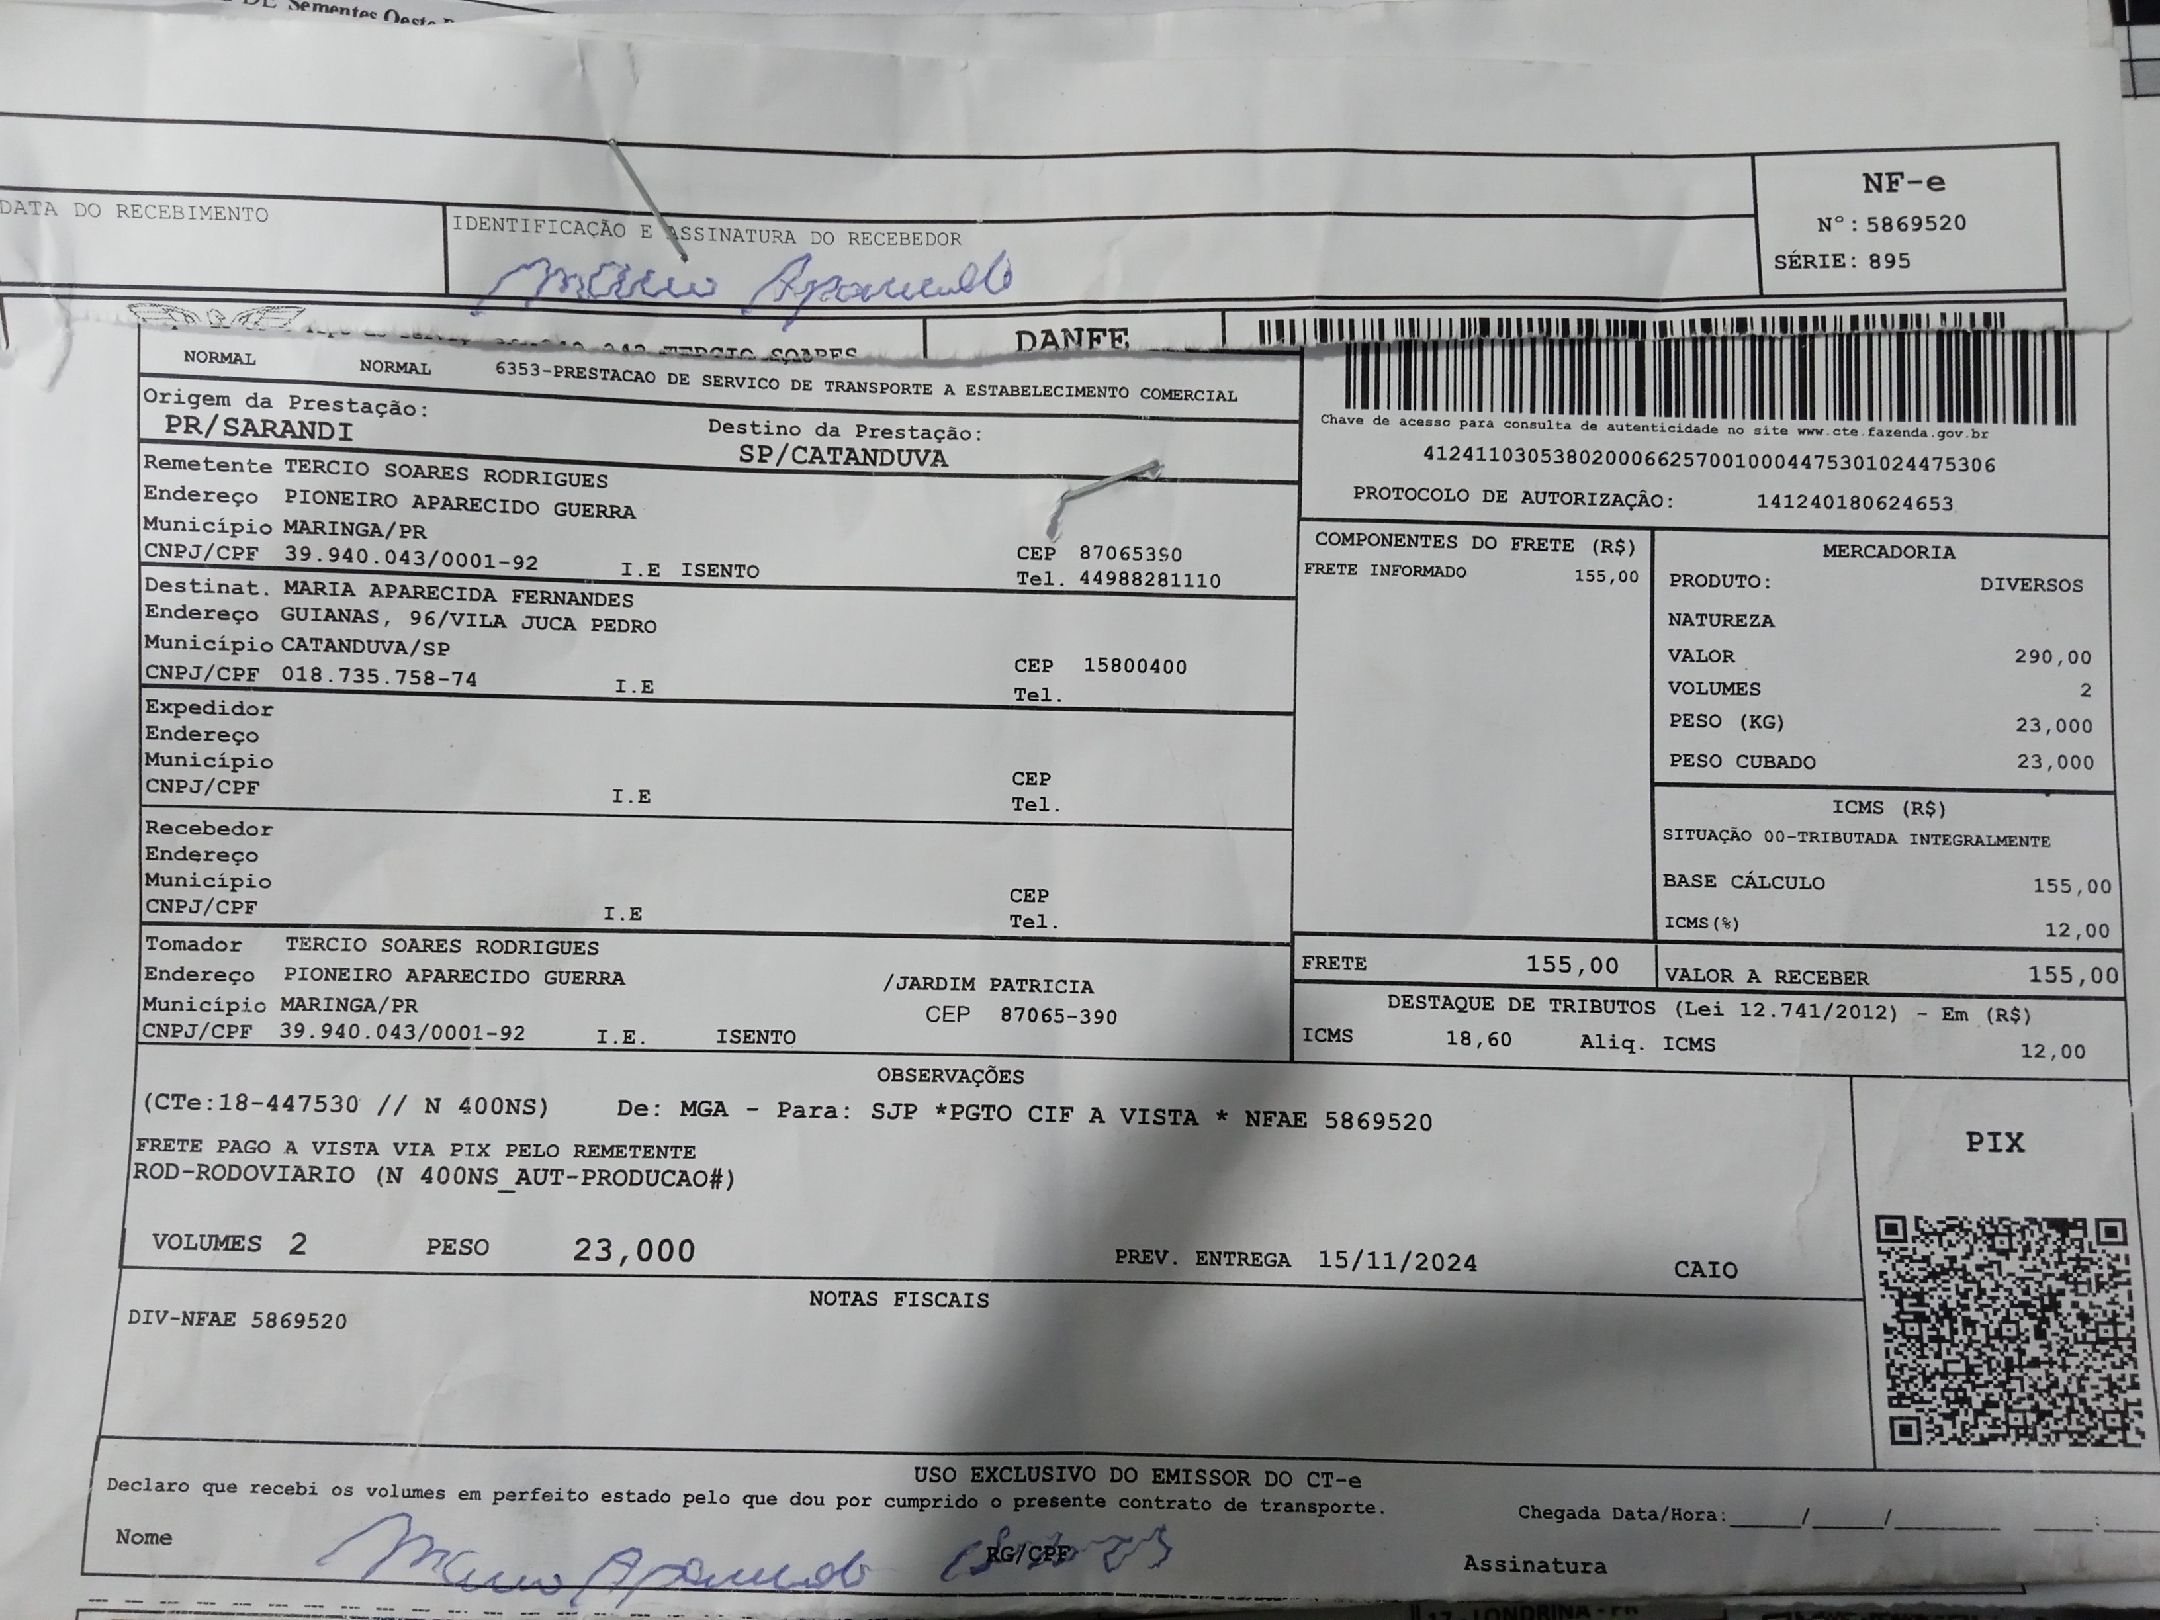 Sementes Oeste
NF-e
Nº: 5869520
SÉRIE: 895
DATA DO RECEBIMENTO
IDENTIFICAÇÃO E ASSINATURA DO RECEBEDOR
DANFE
TERCIO SOARES
NORMAL NORMAL 6353-PRESTACAO DE SERVICO DE TRANSPORTE A ESTABELECIMENTO COMERCIAL
Origem da Prestação:
PR/SARANDI
Destino da Prestação:
SP/CATANDUVA
Chave de acesso para consulta de autenticidade no site www.cte.fazenda.gov.br
41241103053802000662570010004475301024475306
PROTOCOLO DE AUTORIZAÇÃO: 141240180624653
Remetente TERCIO SOARES RODRIGUES
Endereço PIONEIRO APARECIDO GUERRA
Município MARINGA/PR
CEP 87065390
CNPJ/CPF 39.940.043/0001-92 I.E ISENTO
Tel. 44988281110
Destinat. MARIA APARECIDA FERNANDES
Endereço GUIANAS, 96/VILA JUCA PEDRO
Município CATANDUVA/SP
CEP 15800400
CNPJ/CPF 018.735.758-74 I.E
Tel.
Expedidor
Endereço
Município
CEP
CNPJ/CPF I.E
Tel.
Recebedor
Endereço
Município
CEP
CNPJ/CPF I.E
Tel.
Tomador TERCIO SOARES RODRIGUES
Endereço PIONEIRO APARECIDO GUERRA /JARDIM PATRICIA
Município MARINGA/PR CEP 87065-390
CNPJ/CPF 39.940.043/0001-92 I.E. ISENTO
COMPONENTES DO FRETE (R$)
FRETE INFORMADO 155,00
MERCADORIA
PRODUTO: DIVERSOS
NATUREZA
VALOR 290,00
VOLUMES 2
PESO (KG) 23,000
PESO CUBADO 23,000
ICMS (R$)
SITUAÇÃO 00-TRIBUTADA INTEGRALMENTE
BASE CÁLCULO 155,00
ICMS(%) 12,00
FRETE 155,00
VALOR A RECEBER 155,00
DESTAQUE DE TRIBUTOS (Lei 12.741/2012) - Em (R$)
ICMS 18,60 Aliq. ICMS 12,00
OBSERVAÇÕES
(CTe:18-447530 // N 400NS) De: MGA - Para: SJP *PGTO CIF A VISTA * NFAE 5869520
FRETE PAGO A VISTA VIA PIX PELO REMETENTE
ROD-RODOVIARIO (N 400NS_AUT-PRODUCAO#)
PIX
VOLUMES 2 PESO 23,000 PREV. ENTREGA 15/11/2024 CAIO
NOTAS FISCAIS
DIV-NFAE 5869520
USO EXCLUSIVO DO EMISSOR DO CT-e
Declaro que recebi os volumes em perfeito estado pelo que dou por cumprido o presente contrato de transporte.
Chegada Data/Hora:_____/_____/_______ ____:____
Nome RG/CPF Assinatura
LONDRINA - PR